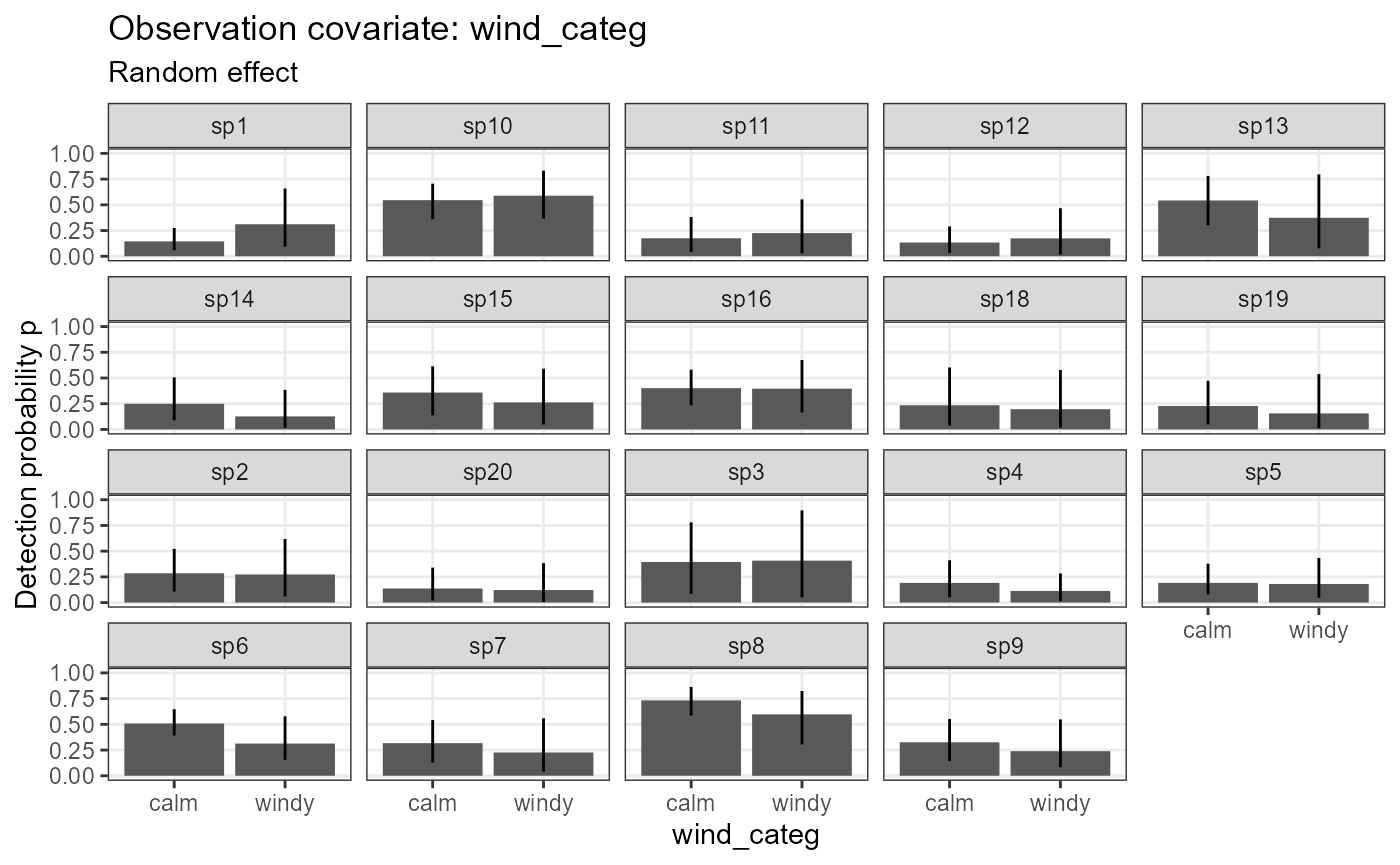 Observation covariate: wind_categ
Random effect
sp1 sp10 sp11 sp12 sp13
1.00
0.75
0.50
0.25
0.00
sp14 sp15 sp16 sp18 sp19
1.00
0.75
0.50
0.25
0.00
sp2 sp20 sp3 sp4 sp5
1.00
0.75
0.50
0.25
0.00
calm windy
sp6 sp7 sp8 sp9
1.00
0.75
0.50
0.25
0.00
calm windy calm windy calm windy calm windy
wind_categ
Detection probability p